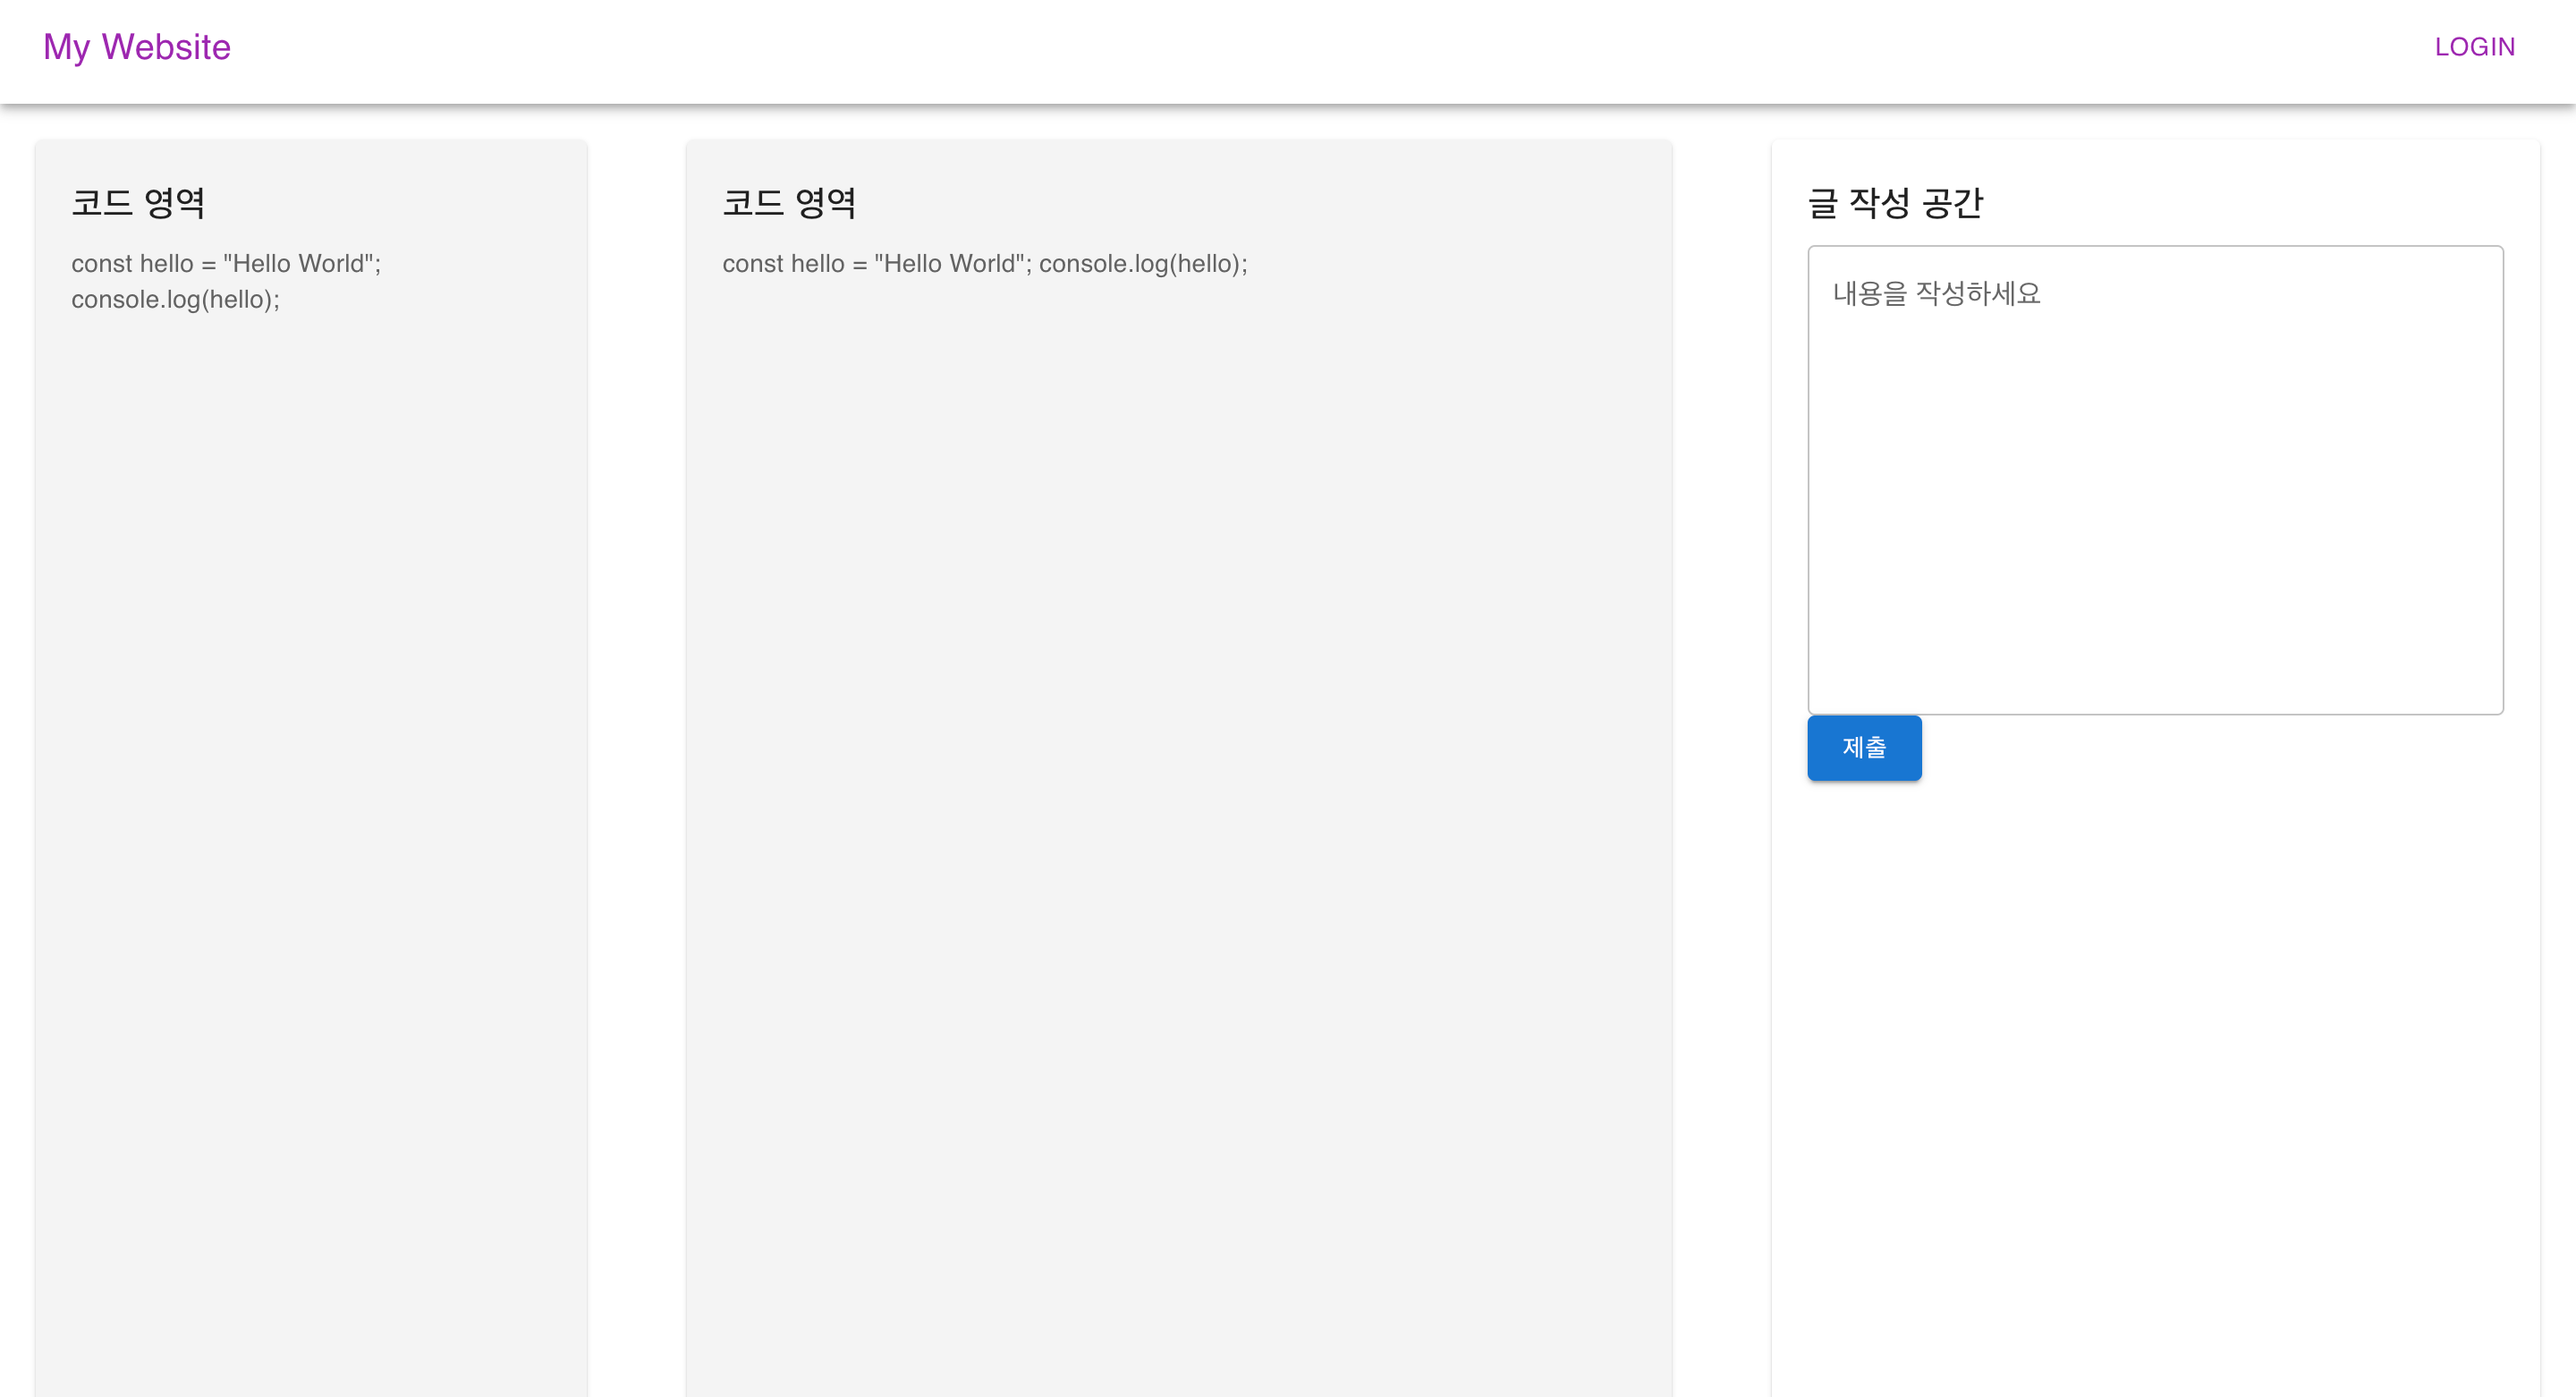 My Website
LOGIN
코드 영역
const hello = "Hello World";
console.log(hello);
코드 영역
const hello = "Hello World"; console.log(hello);
글 작성 공간
내용을 작성하세요
제출